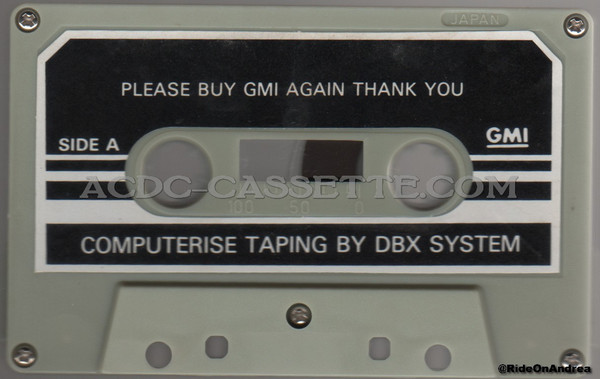 JAPAN
PLEASE BUY GMI AGAIN THANK YOU
SIDE A
GMI
ACDC-CASSETTE.COM
100 50 0
COMPUTERISE TAPING BY DBX SYSTEM
@RideOnAndrea